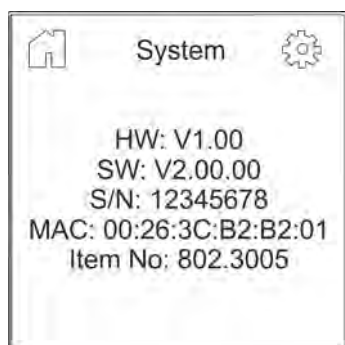 System
HW: V1.00
SW: V2.00.00
S/N: 12345678
MAC: 00:26:3C:B2:B2:01
Item No: 802.3005